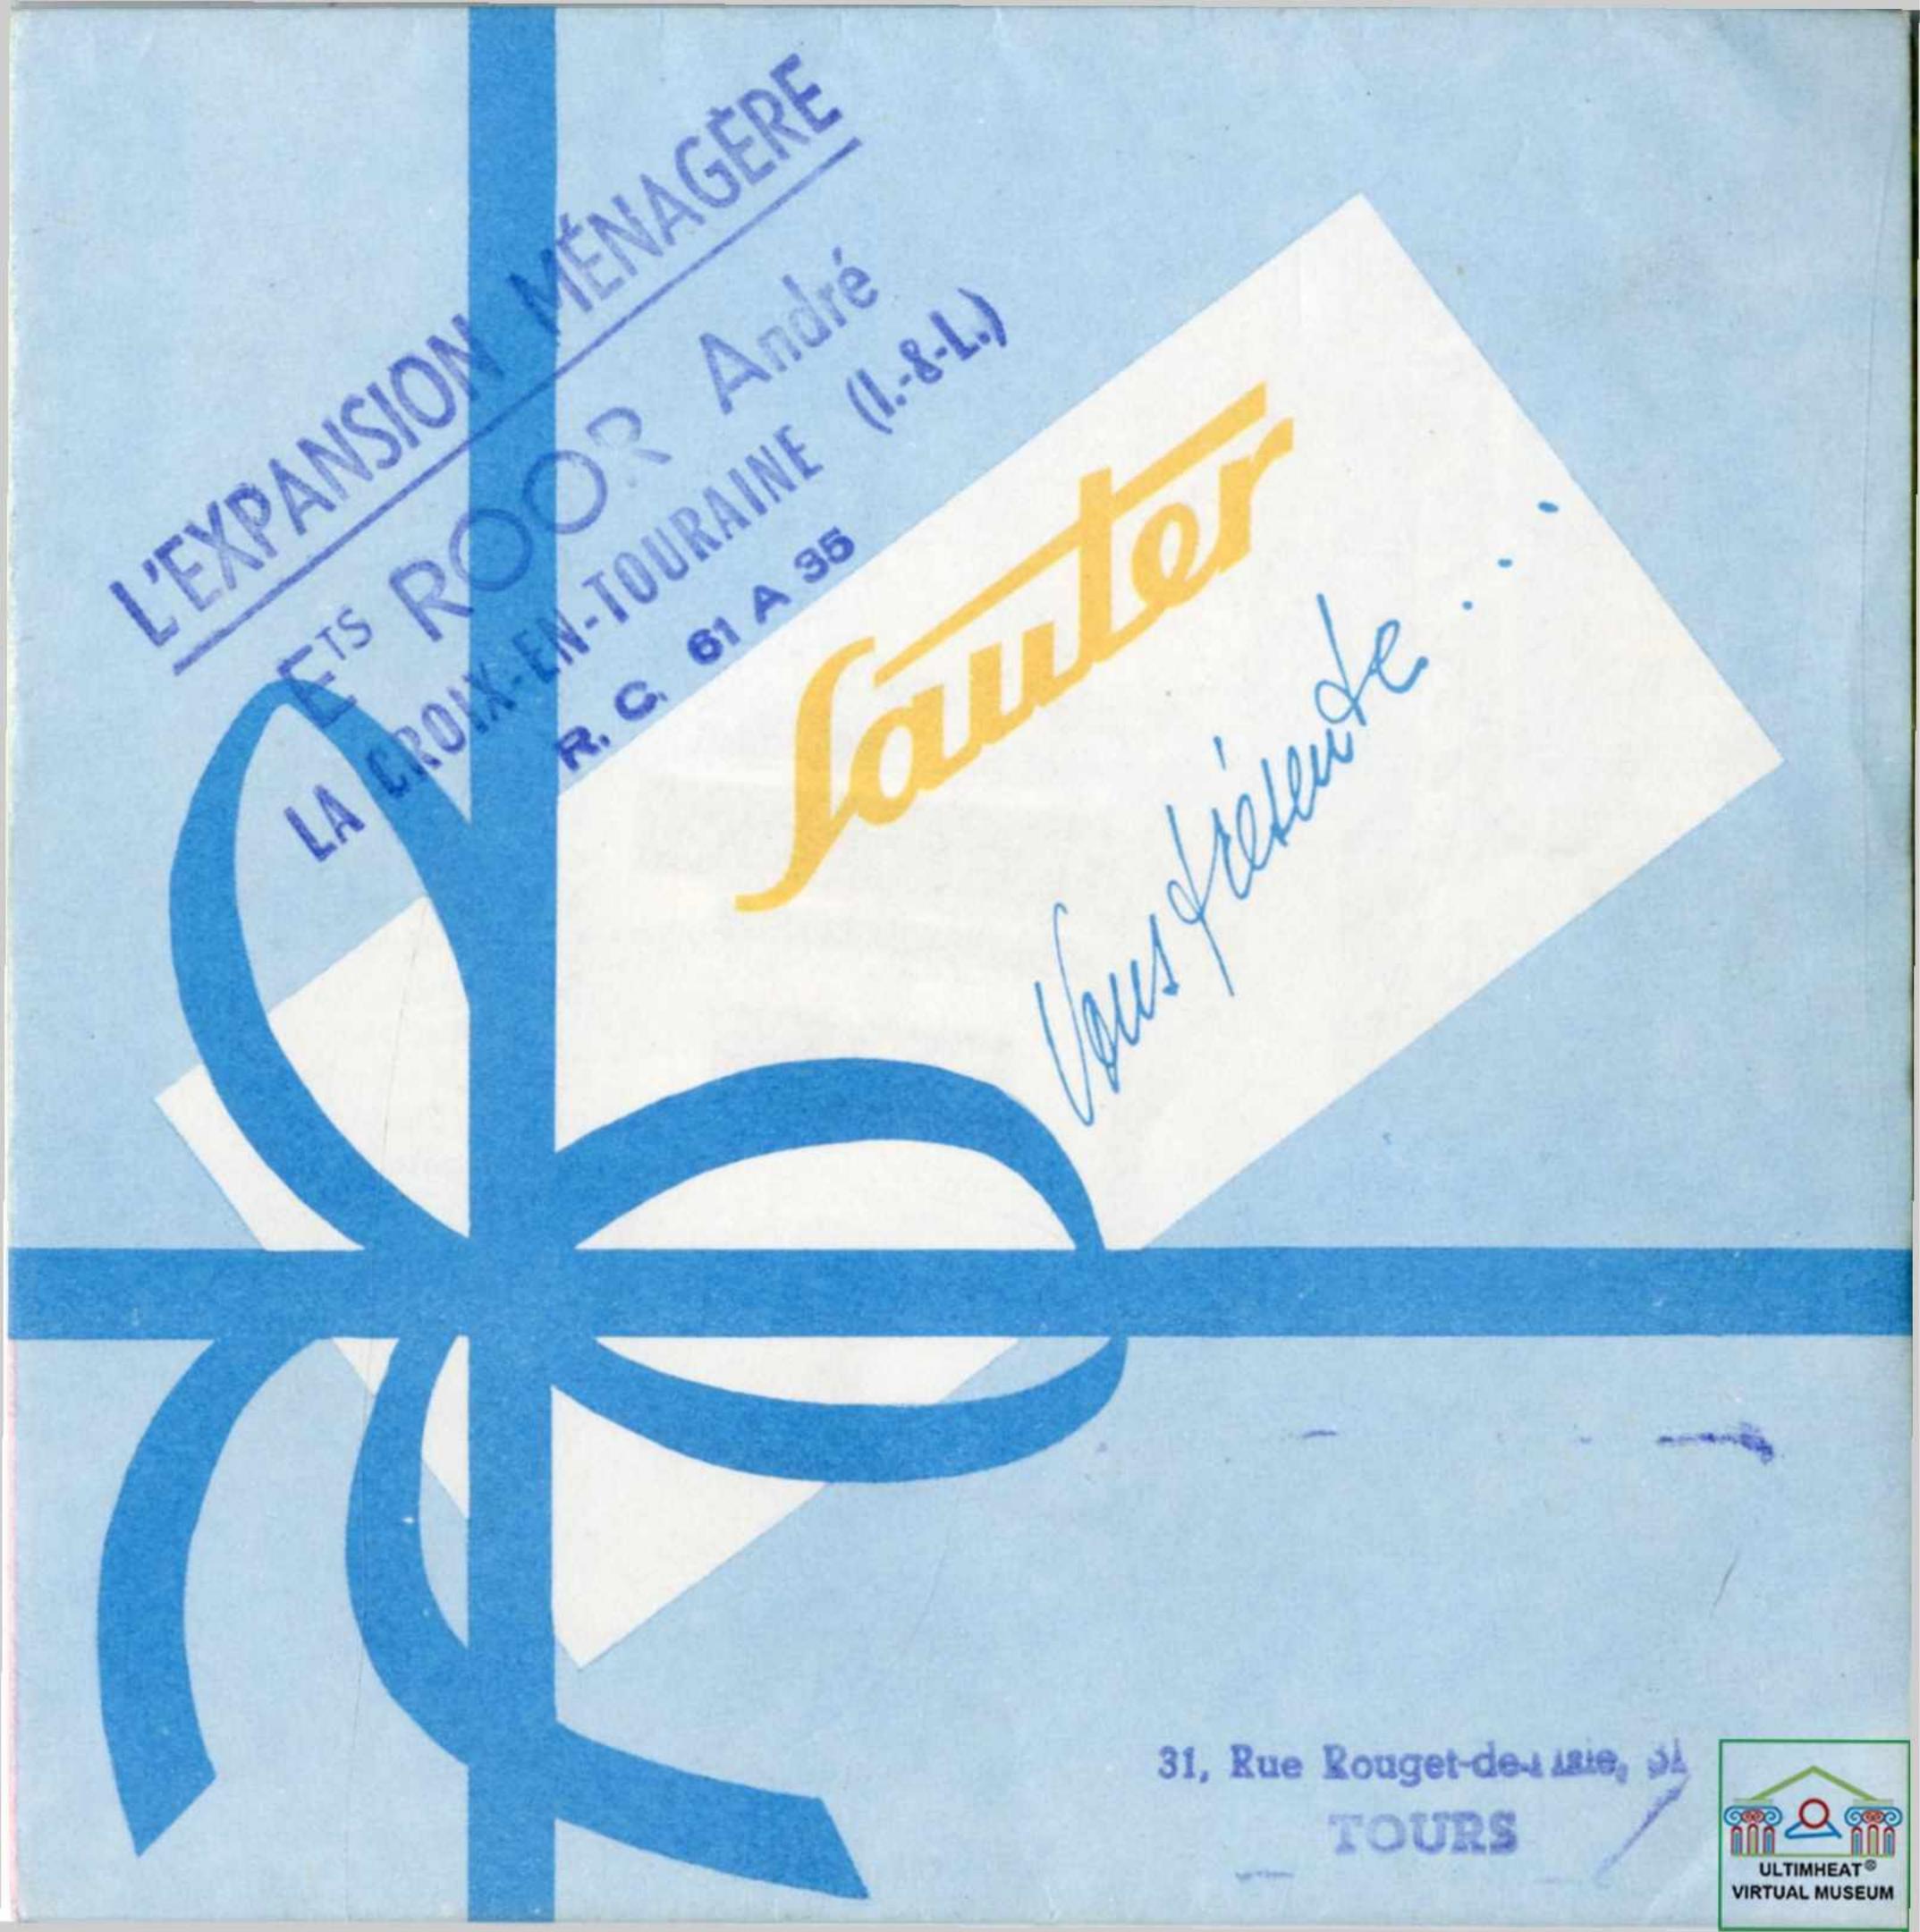 L'EXPANSION MÉNAGÈRE
ETS ROOR André
LA CROIX-EN-TOURAINE (I.-&-L.)
R. C. 61 A 35
Sauter
Vous présente...
31, Rue Rouget-de-
TOURS
ULTIMHEAT®
VIRTUAL MUSEUM